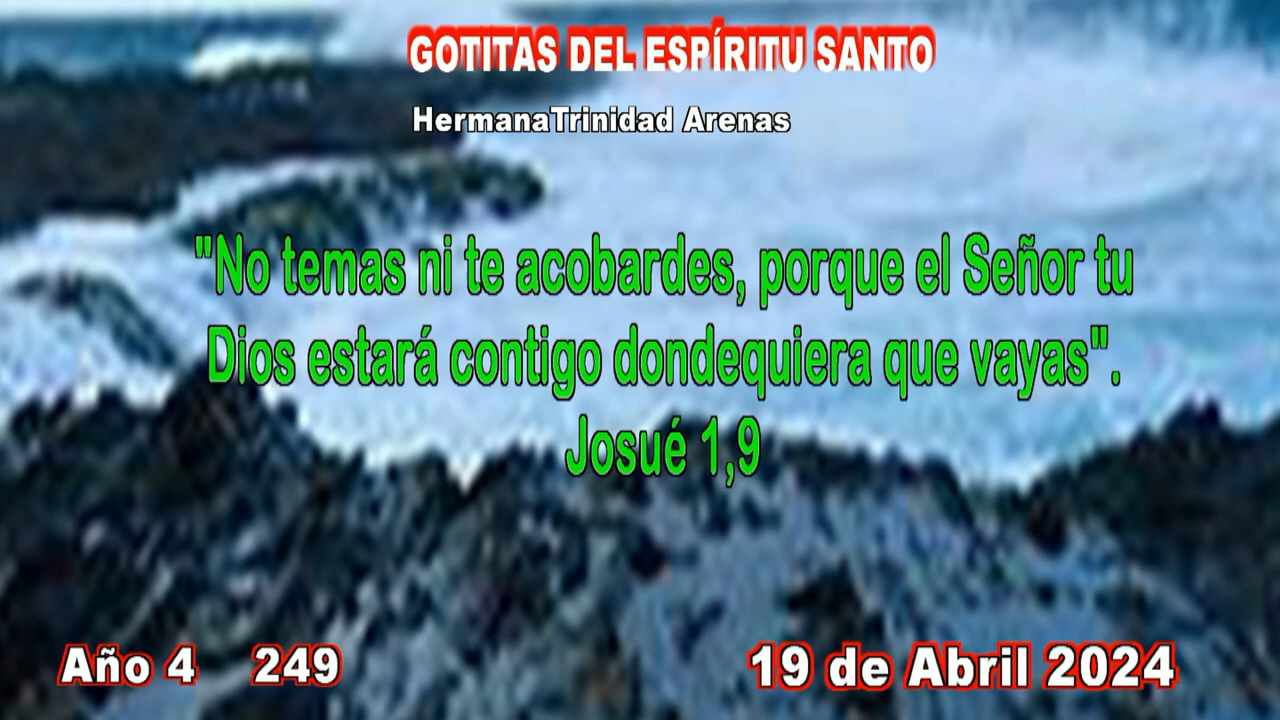 GOTITAS DEL ESPÍRITU SANTO
HermanaTrinidad Arenas
"No temas ni te acobardes, porque el Señor tu
Dios estará contigo dondequiera que vayas".
Josué 1,9
Año 4 249
19 de Abril 2024